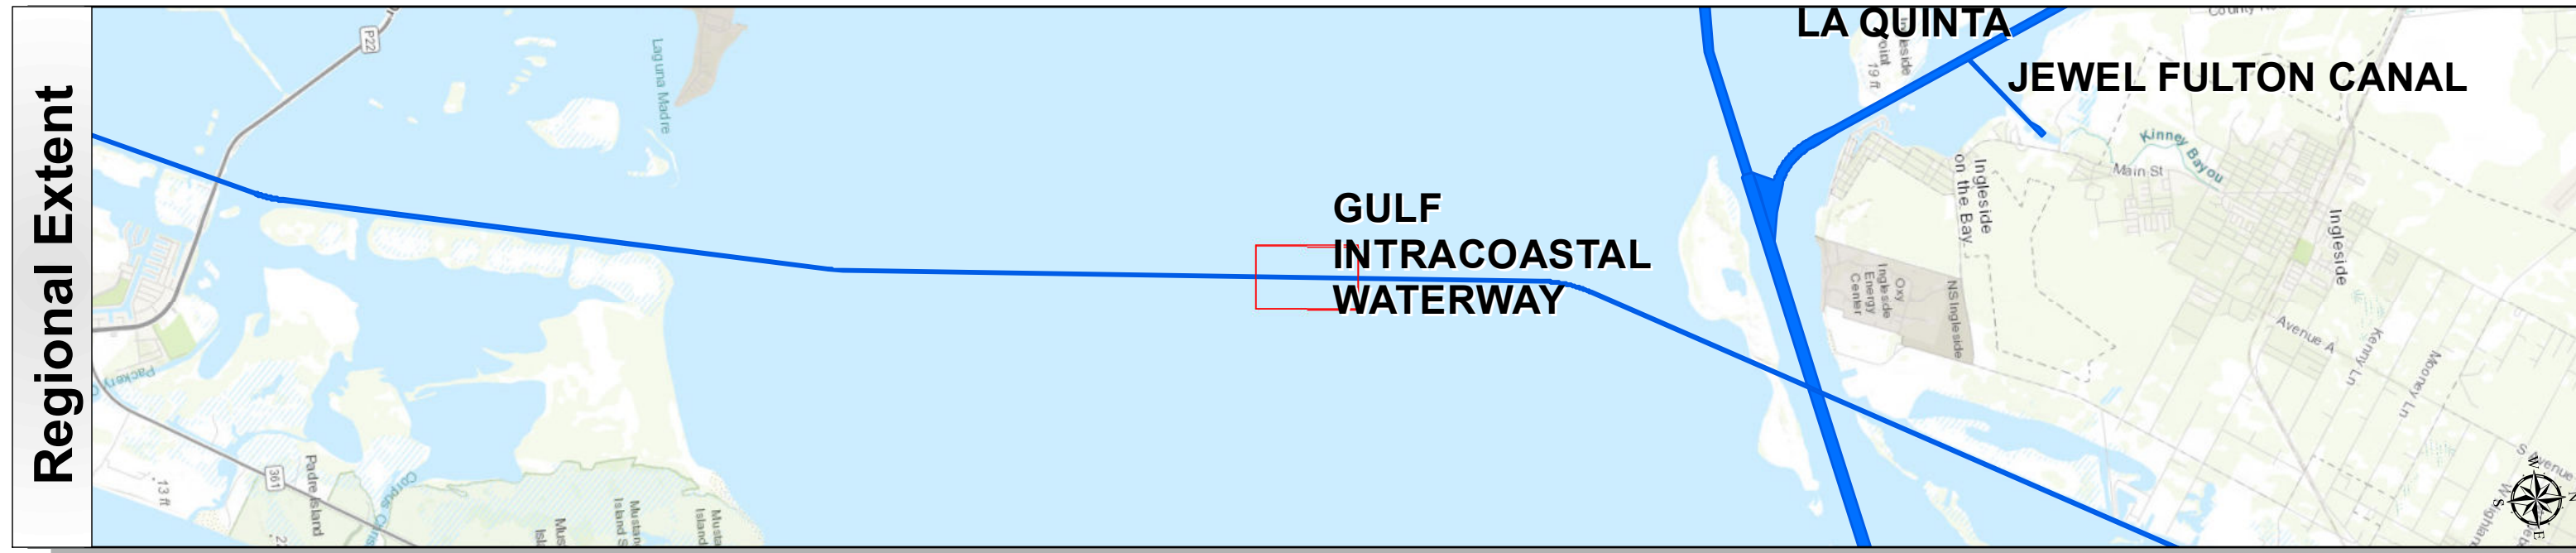 Regional Extent
P22
Laguna Madre
LA QUINTA
Ingleside
Point
19 ft
JEWEL FULTON CANAL
Kinney Bayou
Main St
Ingleside
on the Bay
Ingleside
GULF
INTRACOASTAL
WATERWAY
Oxy
Ingleside
Energy
Center
NS Ingleside
Avenue A
Kenny Ln
Mooney Ln
361
13 ft
Padre Island
W
N
S
E